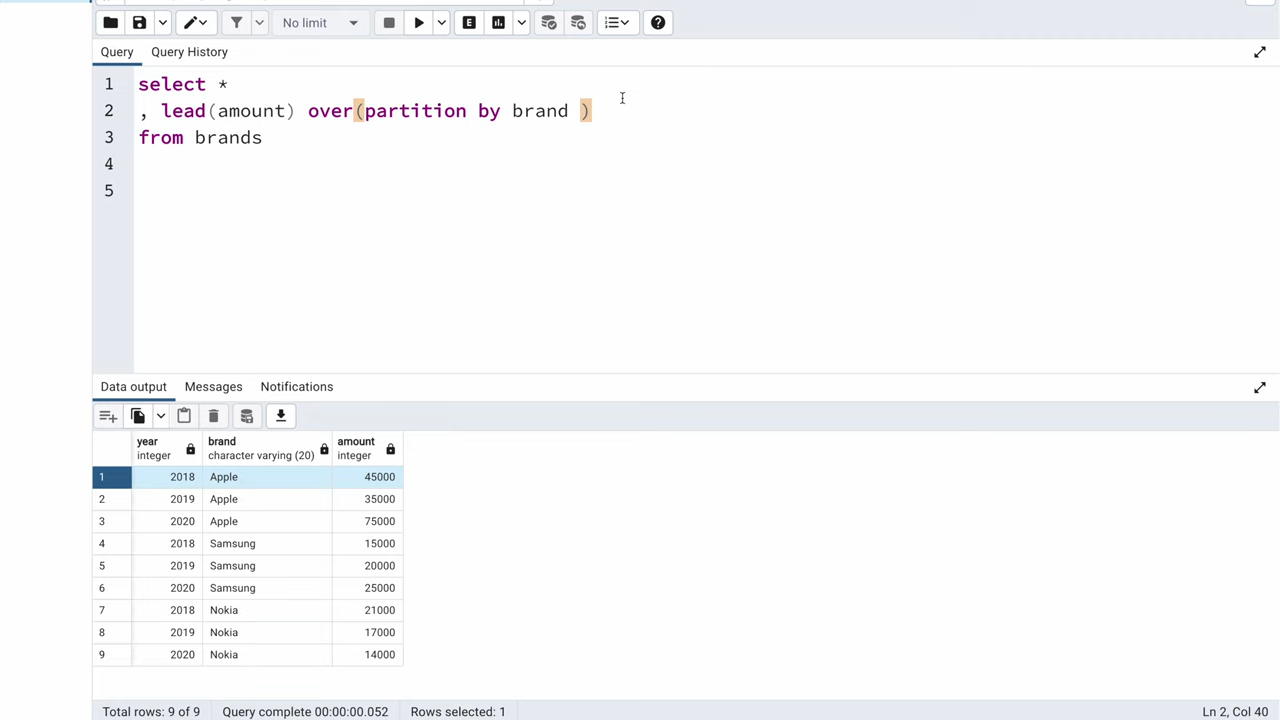 No limit
E
Query Query History
1 select *
2 , lead(amount) over(partition by brand )
3 from brands
4
5
Data output Messages Notifications
year integer brand character varying (20) amount integer
1 2018 Apple 45000
2 2019 Apple 35000
3 2020 Apple 75000
4 2018 Samsung 15000
5 2019 Samsung 20000
6 2020 Samsung 25000
7 2018 Nokia 21000
8 2019 Nokia 17000
9 2020 Nokia 14000
Total rows: 9 of 9 Query complete 00:00:00.052 Rows selected: 1 Ln 2, Col 40